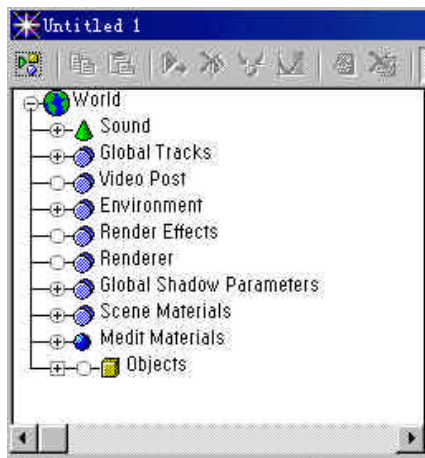 Untitled 1
World
Sound
Global Tracks
Video Post
Environment
Render Effects
Renderer
Global Shadow Parameters
Scene Materials
Medit Materials
Objects